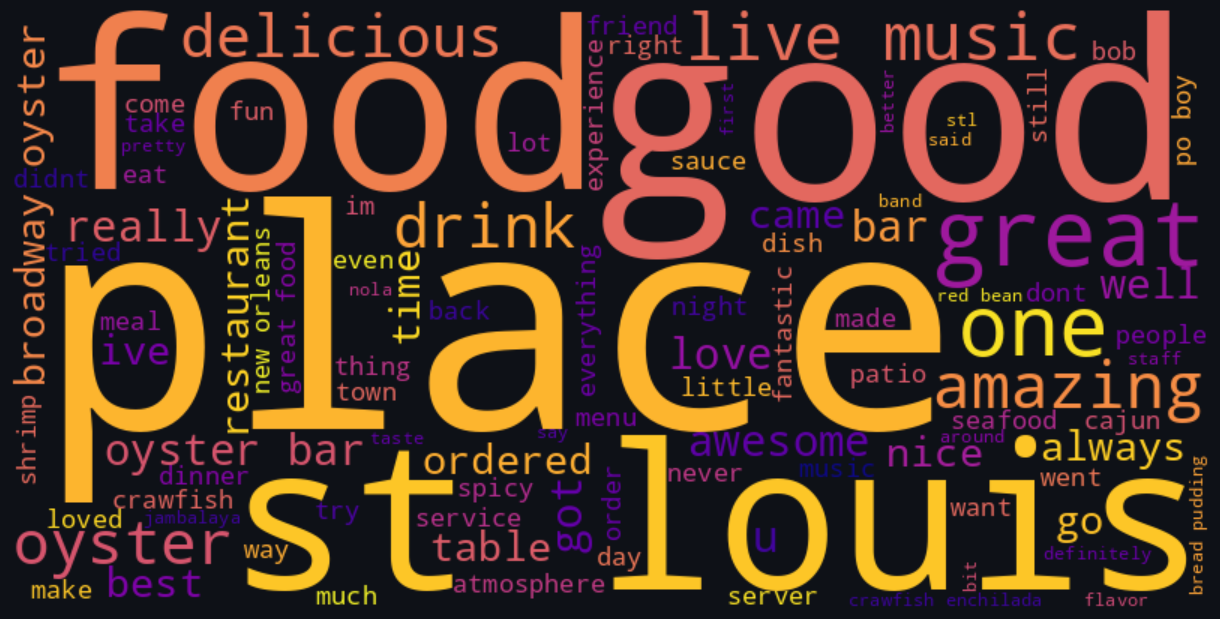 food
good
delicious
live music
friend
right
bob
broadway oyster
come
take
pretty
didnt
eat
fun
lot
experience
first
better
stl
said
still
po boy
sauce
really
tried
restaurant
new orleans
great food
im
even
nola
time
drink
back
everything
came
dish
bar
band
great
well
red bean
dont
one
people
staff
night
fantastic
made
love
little
patio
amazing
place
meal
ive
thing
town
shrimp
menu
seafood
cajun
oyster bar
taste
say
awesome
music
nice
around
always
dinner
crawfish
ordered
spicy
got
order
never
went
want
go
definitely
bread pudding
loved
jambalaya
try
service
table
atmosphere
day
u
st louis
oyster
way
make
best
much
server
crawfish enchilada
bit
flavor